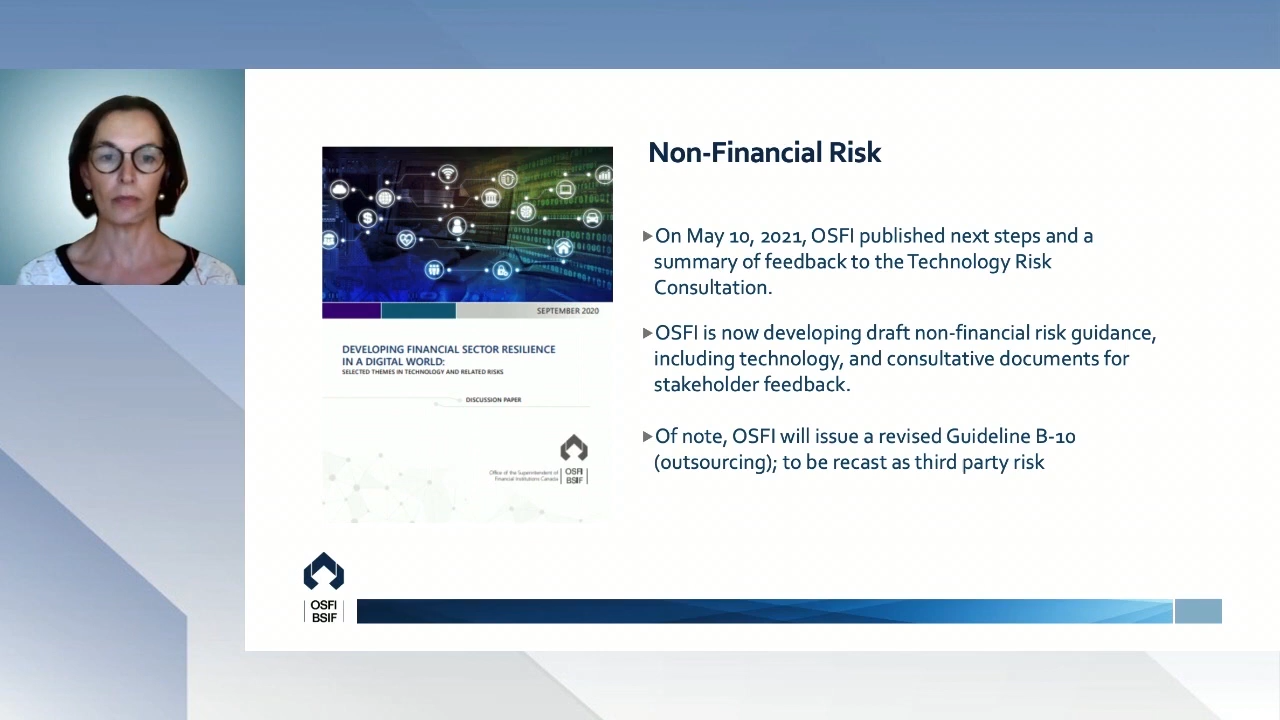 Non-Financial Risk
On May 10, 2021, OSFI published next steps and a
summary of feedback to the Technology Risk
Consultation.
OSFI is now developing draft non-financial risk guidance,
including technology, and consultative documents for
stakeholder feedback.
Of note, OSFI will issue a revised Guideline B-10
(outsourcing); to be recast as third party risk
SEPTEMBER 2020
DEVELOPING FINANCIAL SECTOR RESILIENCE
IN A DIGITAL WORLD:
SELECTED THEMES IN TECHNOLOGY AND RELATED RISKS
DISCUSSION PAPER
Office of the Superintendent of
Financial Institutions Canada
OSFI
BSIF
OSFI
BSIF